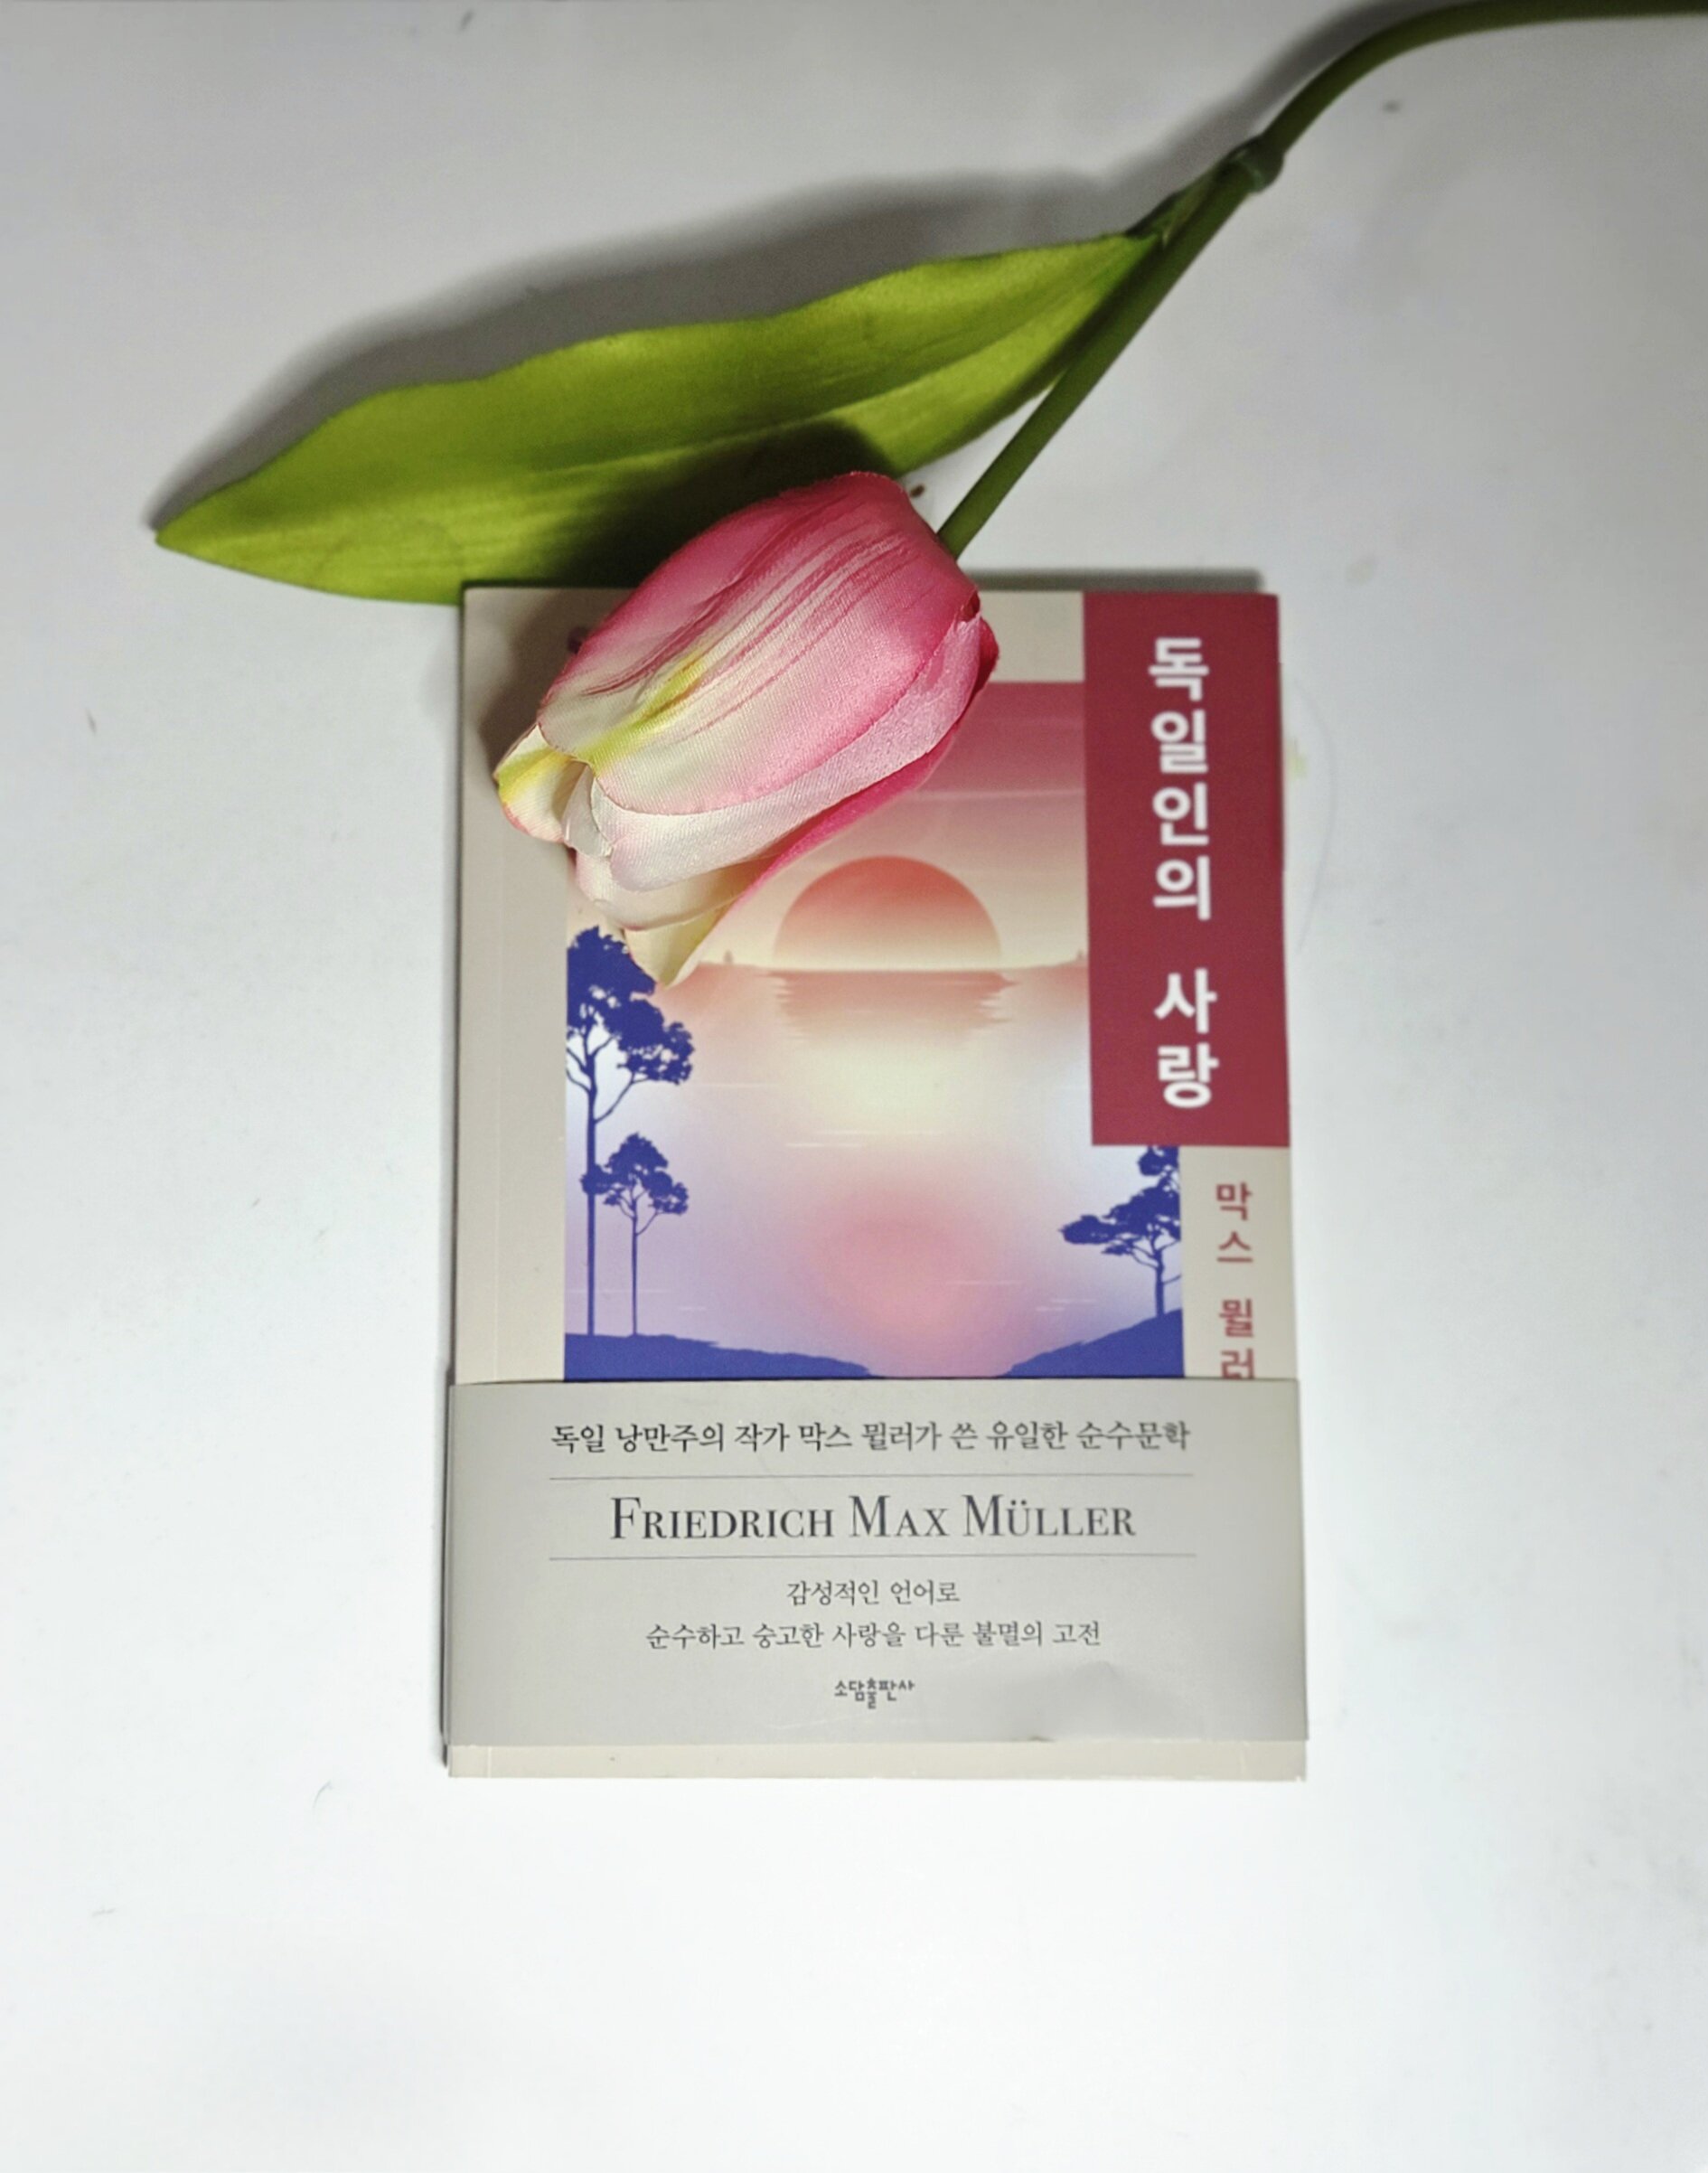 독일인의 사랑
막스 뮐러
독일 낭만주의 작가 막스 뮐러가 쓴 유일한 순수문학
FRIEDRICH MAX MÜLLER
감성적인 언어로
순수하고 숭고한 사랑을 다룬 불멸의 고전
소담출판사